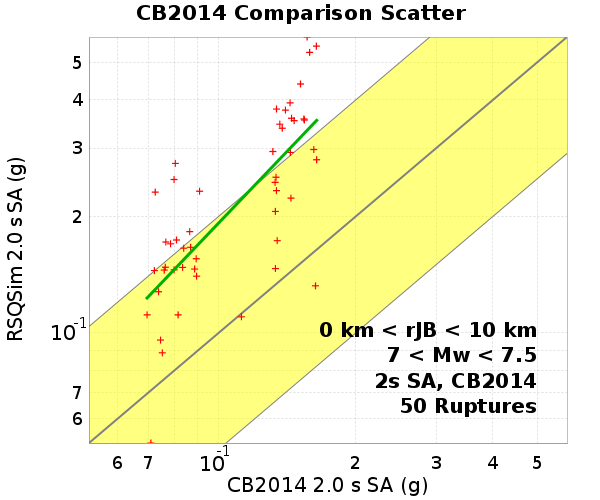 CB2014 Comparison Scatter
RSQSim 2.0 s SA (g)
5
4
3
2
10-1
7
6
0 km < rJB < 10 km
7 < Mw < 7.5
2s SA, CB2014
50 Ruptures
6 7 10-1 2 3 4 5
CB2014 2.0 s SA (g)